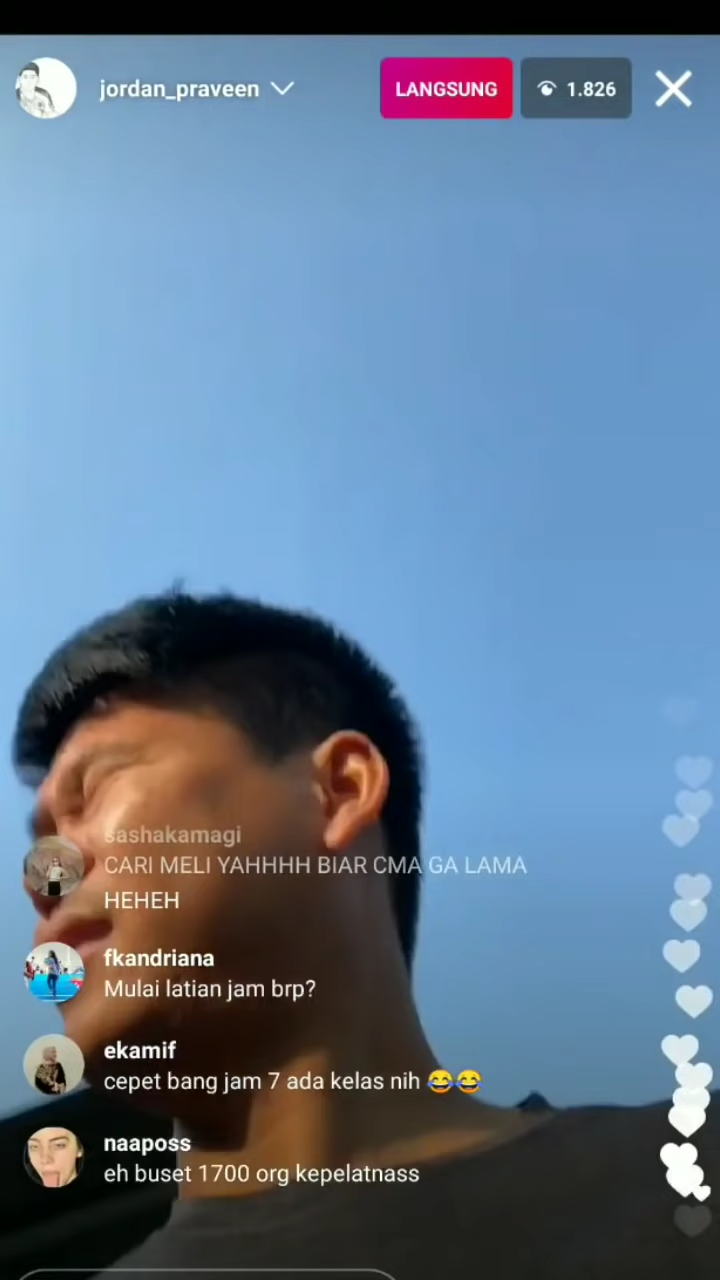 jordan_praveen
LANGSUNG
1.826
sashakamagi
CARI MELI YAHHHH BIAR CMA GA LAMA
HEHEH
fkandriana
Mulai latian jam brp?
ekamif
cepet bang jam 7 ada kelas nih 😂😂
naaposs
eh buset 1700 org kepelatnass